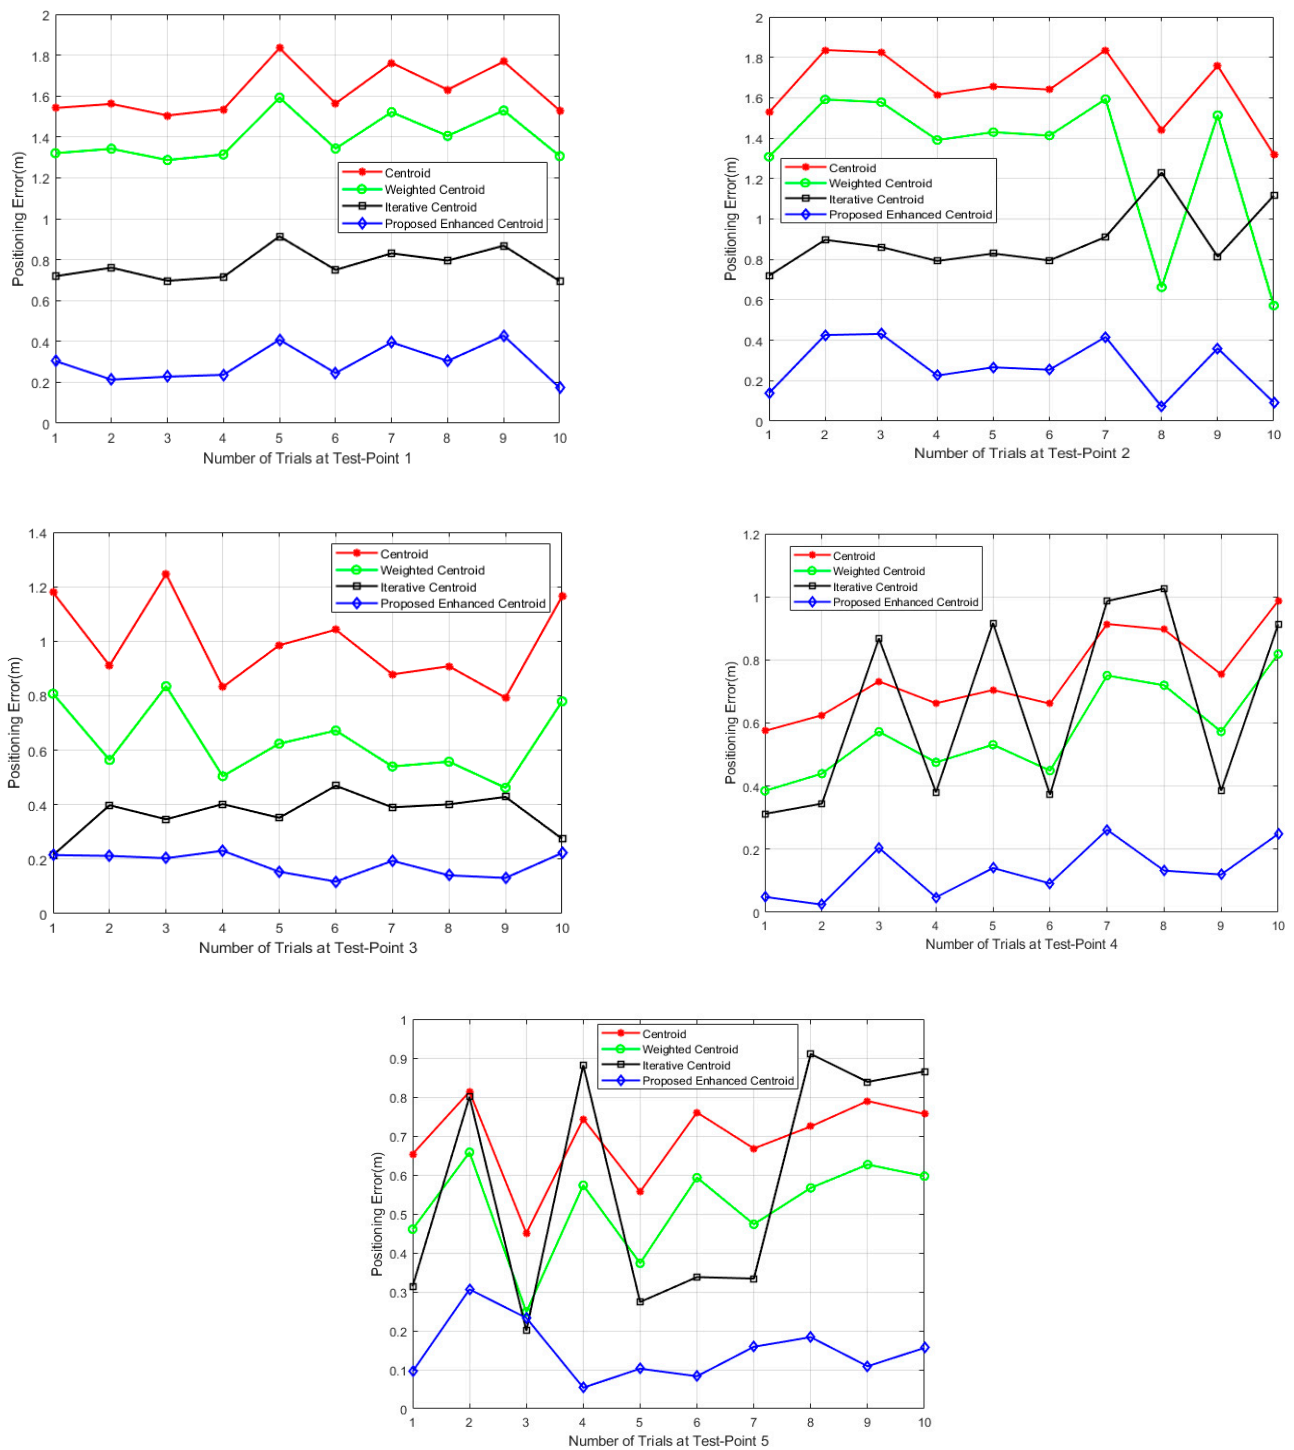 2
1.8
1.6
1.4
1.2
1
0.8
0.6
0.4
0.2
0
Positioning Error(m)
Centroid
Weighted Centroid
Iterative Centroid
Proposed Enhanced Centroid
1 2 3 4 5 6 7 8 9 10
Number of Trials at Test-Point 1
2
1.8
1.6
1.4
1.2
1
0.8
0.6
0.4
0.2
0
Positioning Error(m)
Centroid
Weighted Centroid
Iterative Centroid
Proposed Enhanced Centroid
1 2 3 4 5 6 7 8 9 10
Number of Trials at Test-Point 2
1.4
1.2
1
0.8
0.6
0.4
0.2
0
Positioning Error(m)
Centroid
Weighted Centroid
Iterative Centroid
Proposed Enhanced Centroid
1 2 3 4 5 6 7 8 9 10
Number of Trials at Test-Point 3
1.2
1
0.8
0.6
0.4
0.2
0
Positioning Error(m)
Centroid
Weighted Centroid
Iterative Centroid
Proposed Enhanced Centroid
1 2 3 4 5 6 7 8 9 10
Number of Trials at Test-Point 4
1
0.9
0.8
0.7
0.6
0.5
0.4
0.3
0.2
0.1
0
Positioning Error(m)
Centroid
Weighted Centroid
Iterative Centroid
Proposed Enhanced Centroid
1 2 3 4 5 6 7 8 9 10
Number of Trials at Test-Point 5